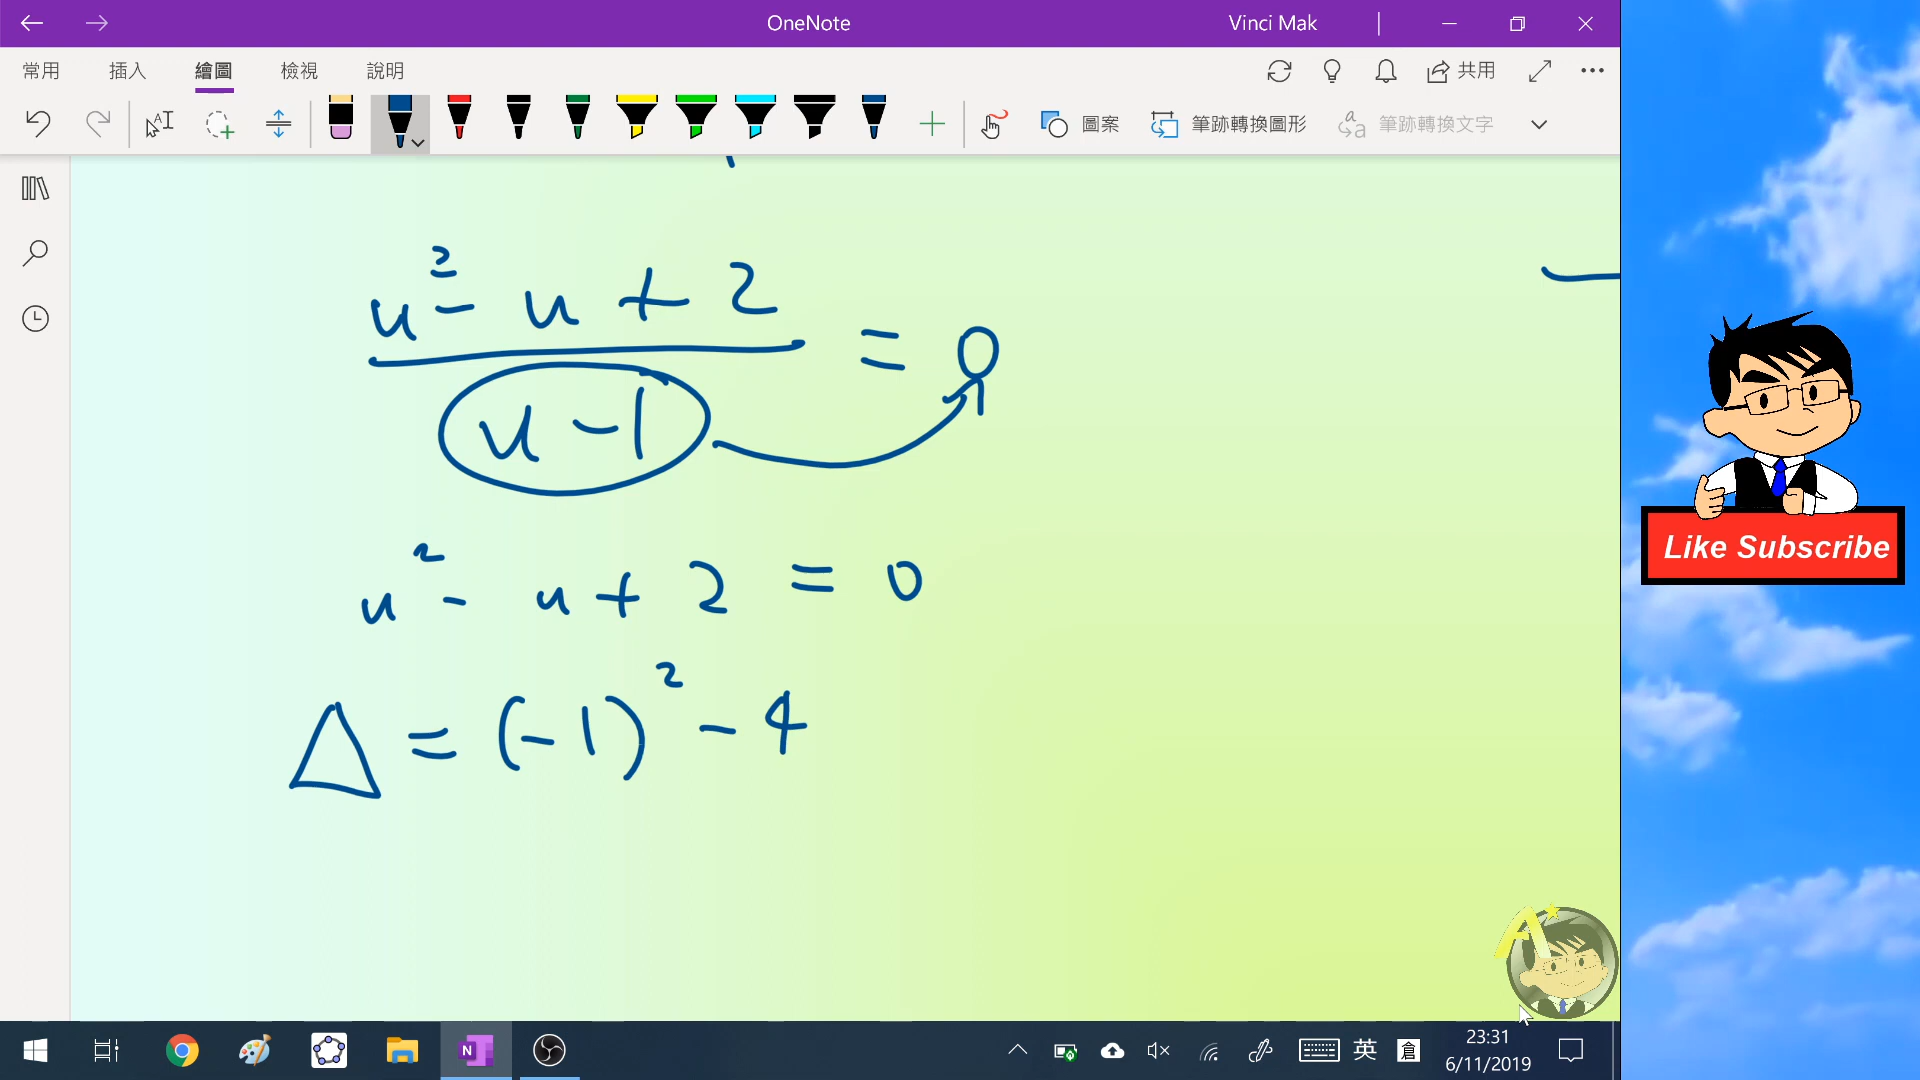 OneNote
Vinci Mak
常用 插入 繪圖 檢視 說明
共用
圖案 筆跡轉換圖形 筆跡轉換文字
u² - u + 2
u - 1
= 0
u² - u + 2 = 0
Δ = (-1)² - 4
Like Subscribe
A
英 倉
23:31
6/11/2019